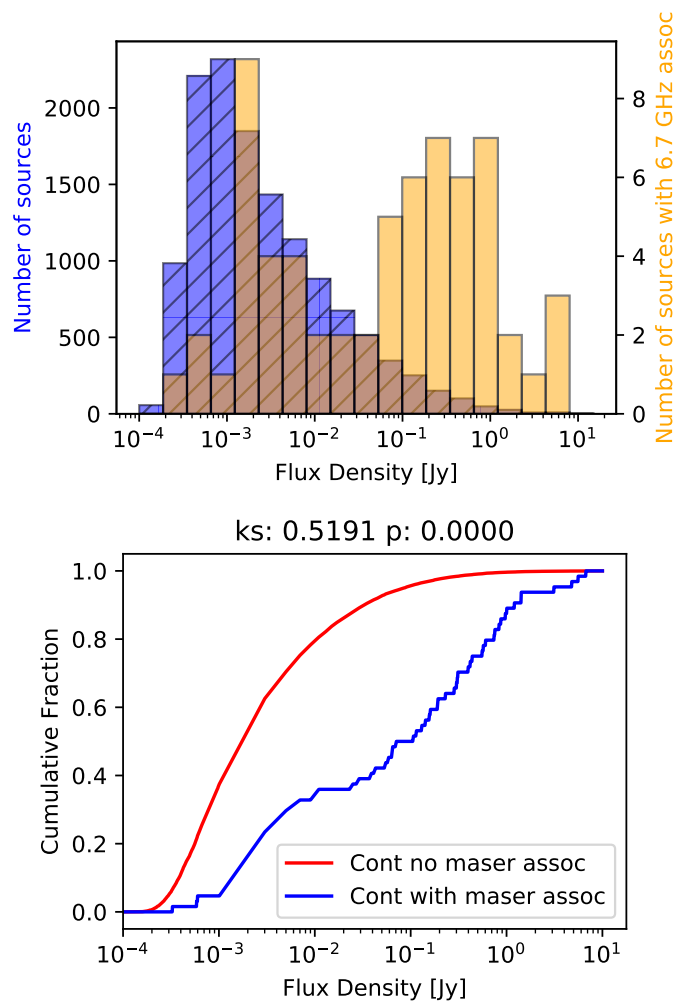 Number of sources
2000
1500
1000
500
0
8
6
4
2
0
Number of sources with 6.7 GHz assoc
10⁻⁴ 10⁻³ 10⁻² 10⁻¹ 10⁰ 10¹
Flux Density [Jy]
ks: 0.5191 p: 0.0000
Cumulative Fraction
1.0
0.8
0.6
0.4
0.2
0.0
Cont no maser assoc
Cont with maser assoc
10⁻⁴ 10⁻³ 10⁻² 10⁻¹ 10⁰ 10¹
Flux Density [Jy]